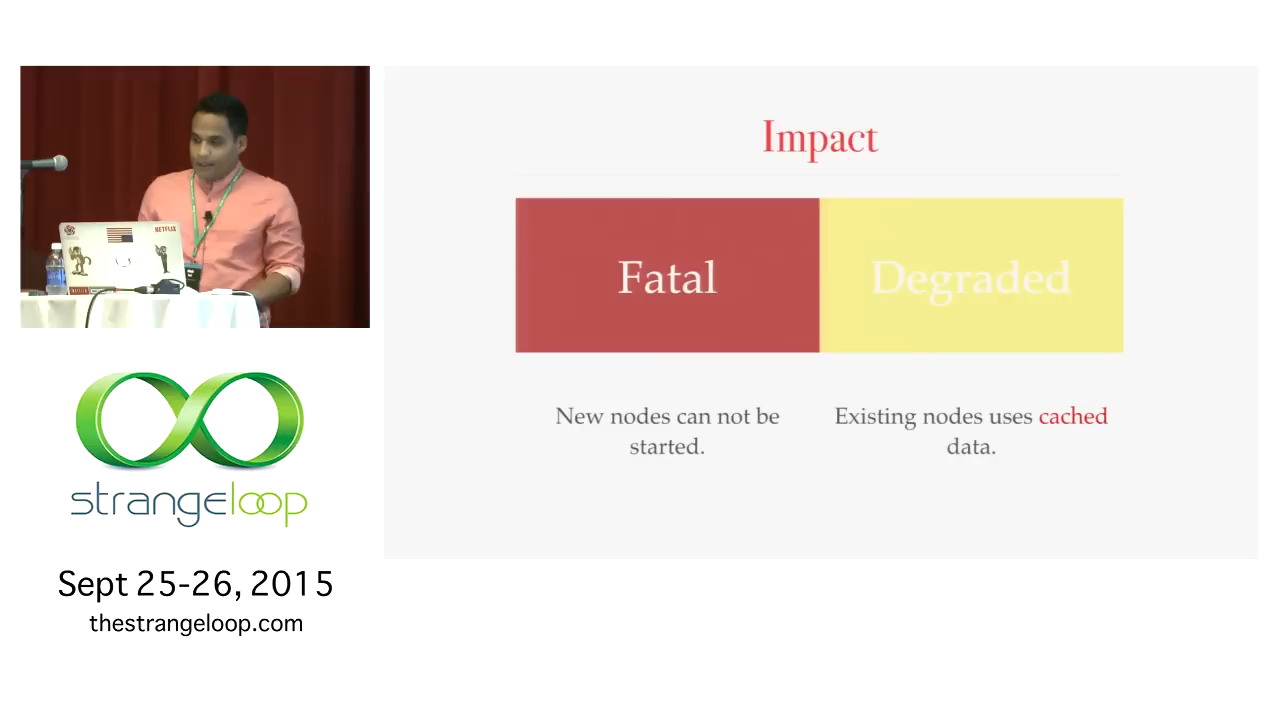 NETFLIX
strangeloop
Sept 25-26, 2015
thestrangeloop.com
Impact
Fatal
Degraded
New nodes can not be
started.
Existing nodes uses cached
data.